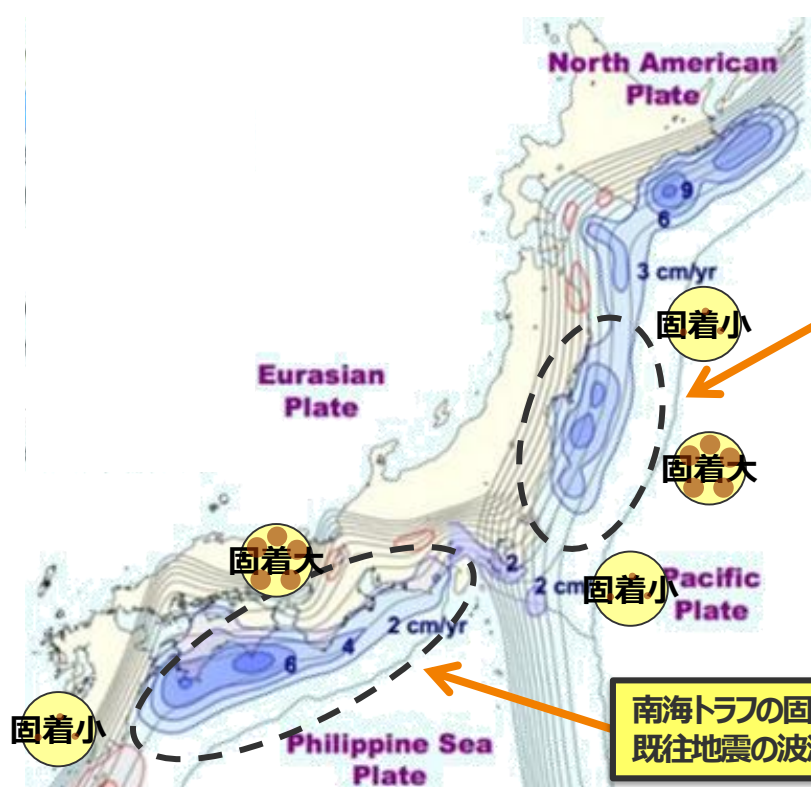 North American
Plate
9
6
3 cm/yr
固着小
Eurasian
Plate
固着大
固着大
2
2 cm
固着小
Pacific
Plate
2 cm/yr
4
6
固着小
Philippine Sea
Plate
南海トラフの固
既往地震の波